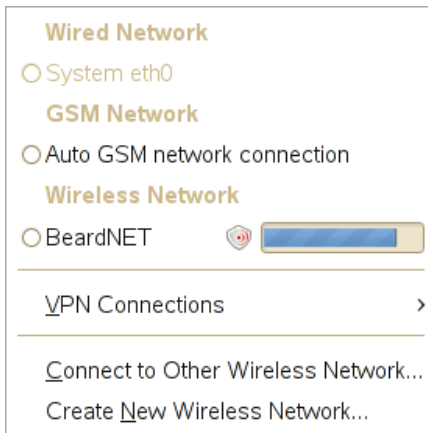 Wired Network
System eth0
GSM Network
Auto GSM network connection
Wireless Network
BeardNET
VPN Connections
Connect to Other Wireless Network...
Create New Wireless Network...